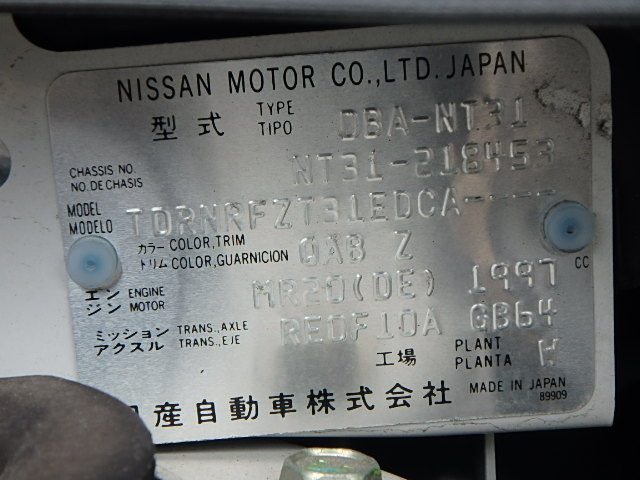 NISSAN MOTOR CO.,LTD. JAPAN
型式 TYPE TIPO DBA-NT31
CHASSIS NO. NO. DE CHASIS NT31-218453
MODEL MODELO TDRNRFZT31EDCA----
カラー COLOR, TRIM
トリム COLOR, GUARNICION QAB Z
エンジン ENGINE MOTOR MR20(DE) 1997 CC
ミッション TRANS., AXLE
アクスル TRANS., EJE RE0F10A GB64
工場 PLANT PLANTA W
産自動車株式会社 MADE IN JAPAN
89909